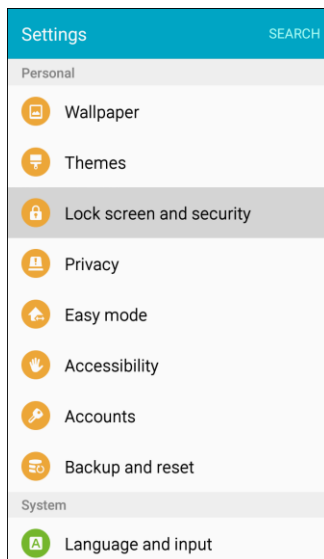 Settings SEARCH
Personal
Wallpaper
Themes
Lock screen and security
Privacy
Easy mode
Accessibility
Accounts
Backup and reset
System
A Language and input